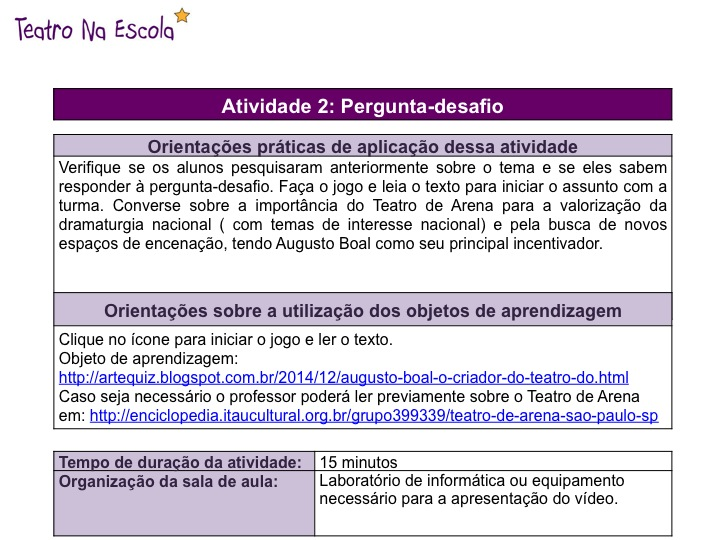 Teatro Na Escola
Atividade 2: Pergunta-desafio
Orientações práticas de aplicação dessa atividade
Verifique se os alunos pesquisaram anteriormente sobre o tema e se eles sabem
responder à pergunta-desafio. Faça o jogo e leia o texto para iniciar o assunto com a
turma. Converse sobre a importância do Teatro de Arena para a valorização da
dramaturgia nacional ( com temas de interesse nacional) e pela busca de novos
espaços de encenação, tendo Augusto Boal como seu principal incentivador.
Orientações sobre a utilização dos objetos de aprendizagem
Clique no ícone para iniciar o jogo e ler o texto.
Objeto de aprendizagem:
http://artequiz.blogspot.com.br/2014/12/augusto-boal-o-criador-do-teatro-do.html
Caso seja necessário o professor poderá ler previamente sobre o Teatro de Arena
em: http://enciclopedia.itaucultural.org.br/grupo399339/teatro-de-arena-sao-paulo-sp
Tempo de duração da atividade: 15 minutos
Organização da sala de aula: Laboratório de informática ou equipamento
necessário para a apresentação do vídeo.